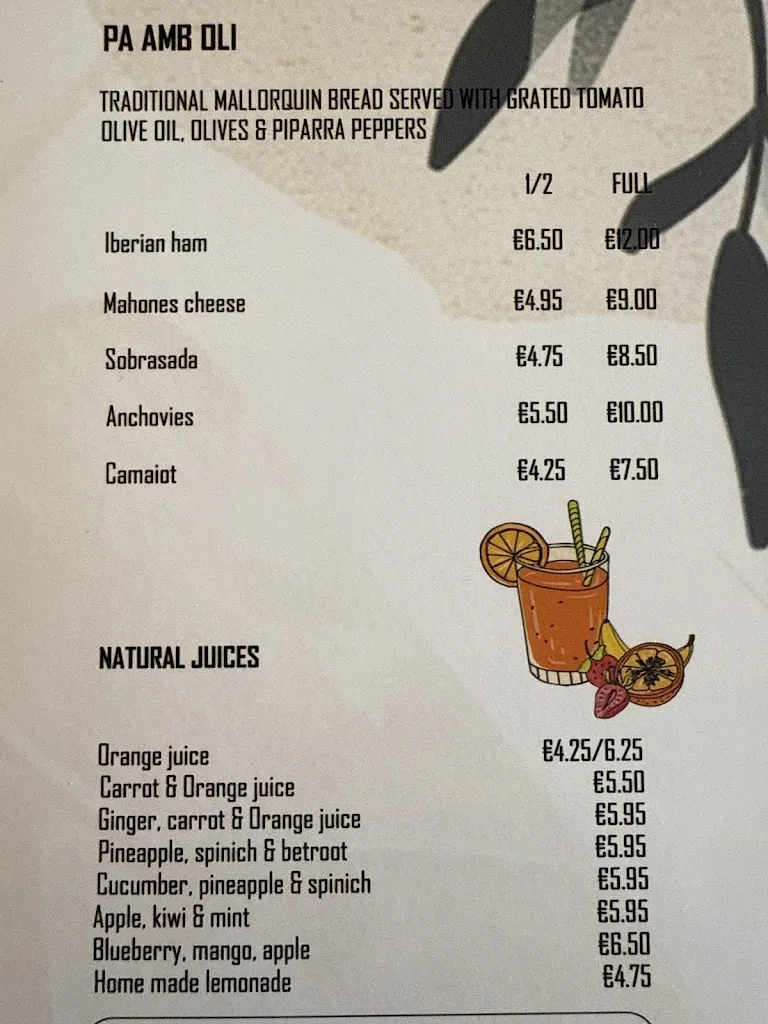 PA AMB OLI
TRADITIONAL MALLORQUIN BREAD SERVED WITH GRATED TOMATO
OLIVE OIL, OLIVES & PIPARRA PEPPERS
1/2 FULL
Iberian ham €6.50 €12.00
Mahones cheese €4.95 €9.00
Sobrasada €4.75 €8.50
Anchovies €5.50 €10.00
Camaiot €4.25 €7.50
NATURAL JUICES
Orange juice €4.25/6.25
Carrot & Orange juice €5.50
Ginger, carrot & Orange juice €5.95
Pineapple, spinich & betroot €5.95
Cucumber, pineapple & spinich €5.95
Apple, kiwi & mint €5.95
Blueberry, mango, apple €6.50
Home made lemonade €4.75